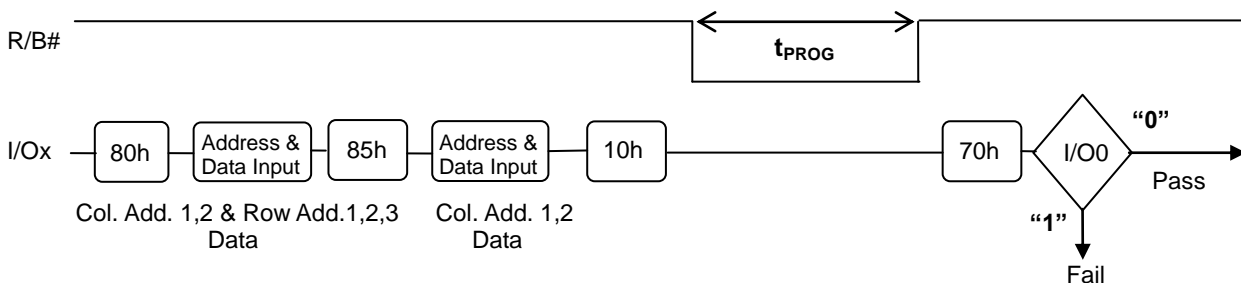 R/B#
tPROG
I/Ox
80h
Address &
Data Input
85h
Address &
Data Input
10h
70h
I/O0
“0”
Pass
Col. Add. 1,2 & Row Add.1,2,3
Data
Col. Add. 1,2
Data
“1”
Fail